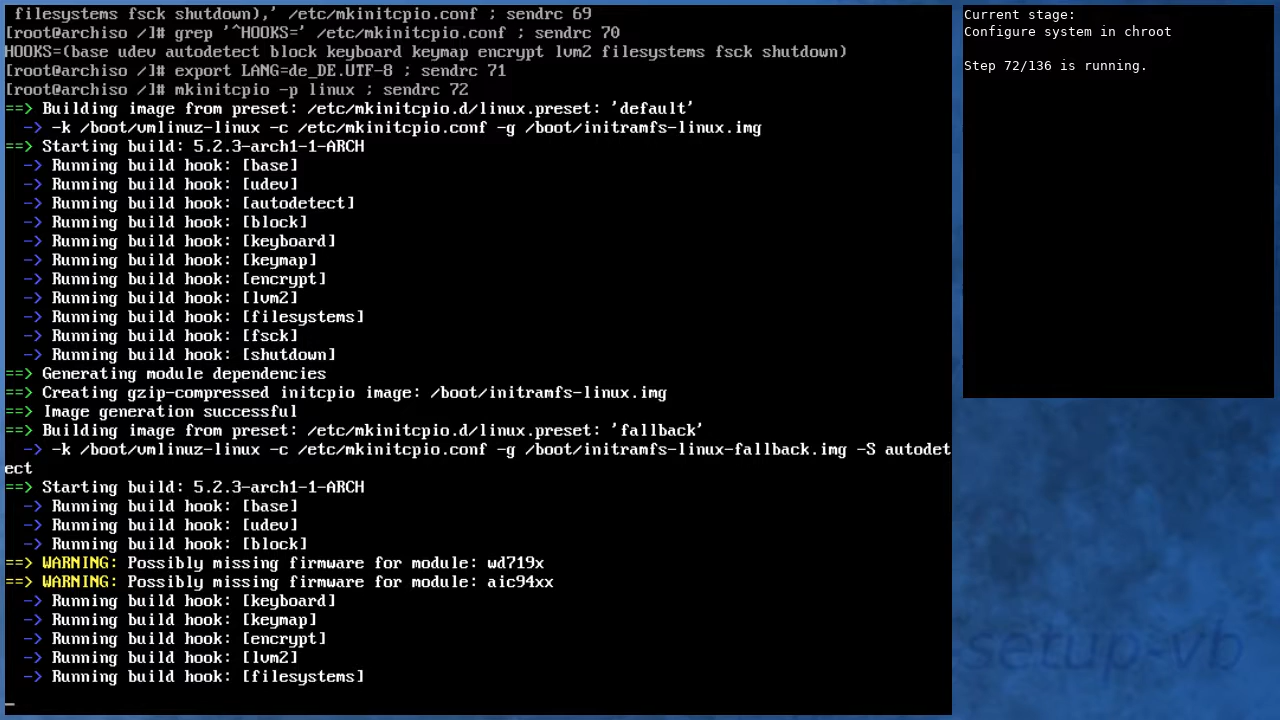 filesystems fsck shutdown),' /etc/mkinitcpio.conf ; sendrc 69
[root@archiso /]# grep '^HOOKS=' /etc/mkinitcpio.conf ; sendrc 70
HOOKS=(base udev autodetect block keyboard keymap encrypt lvm2 filesystems fsck shutdown)
[root@archiso /]# export LANG=de_DE.UTF-8 ; sendrc 71
[root@archiso /]# mkinitcpio -p linux ; sendrc 72
==> Building image from preset: /etc/mkinitcpio.d/linux.preset: 'default'
  -> -k /boot/vmlinuz-linux -c /etc/mkinitcpio.conf -g /boot/initramfs-linux.img
==> Starting build: 5.2.3-arch1-1-ARCH
  -> Running build hook: [base]
  -> Running build hook: [udev]
  -> Running build hook: [autodetect]
  -> Running build hook: [block]
  -> Running build hook: [keyboard]
  -> Running build hook: [keymap]
  -> Running build hook: [encrypt]
  -> Running build hook: [lvm2]
  -> Running build hook: [filesystems]
  -> Running build hook: [fsck]
  -> Running build hook: [shutdown]
==> Generating module dependencies
==> Creating gzip-compressed initcpio image: /boot/initramfs-linux.img
==> Image generation successful
==> Building image from preset: /etc/mkinitcpio.d/linux.preset: 'fallback'
  -> -k /boot/vmlinuz-linux -c /etc/mkinitcpio.conf -g /boot/initramfs-linux-fallback.img -S autodet
ect
==> Starting build: 5.2.3-arch1-1-ARCH
  -> Running build hook: [base]
  -> Running build hook: [udev]
  -> Running build hook: [block]
==> WARNING: Possibly missing firmware for module: wd719x
==> WARNING: Possibly missing firmware for module: aic94xx
  -> Running build hook: [keyboard]
  -> Running build hook: [keymap]
  -> Running build hook: [encrypt]
  -> Running build hook: [lvm2]
  -> Running build hook: [filesystems]
Current stage:
Configure system in chroot
Step 72/136 is running.
setup-vb